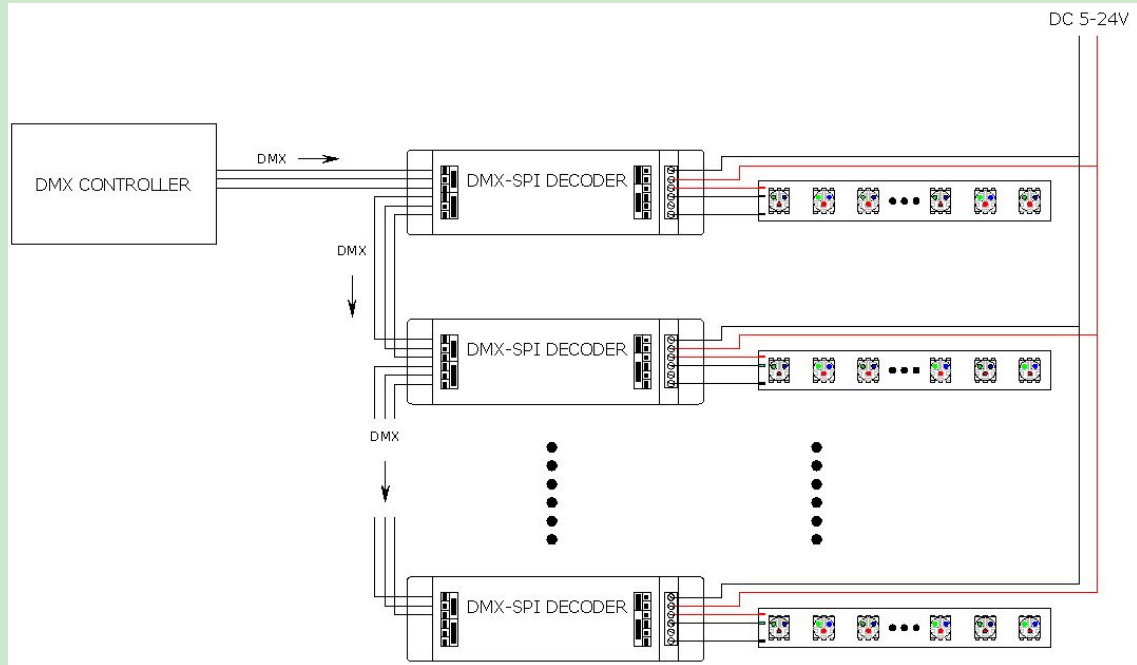 DC 5-24V
DMX
DMX CONTROLLER
DMX-SPI DECODER
DMX
DMX-SPI DECODER
DMX
DMX-SPI DECODER